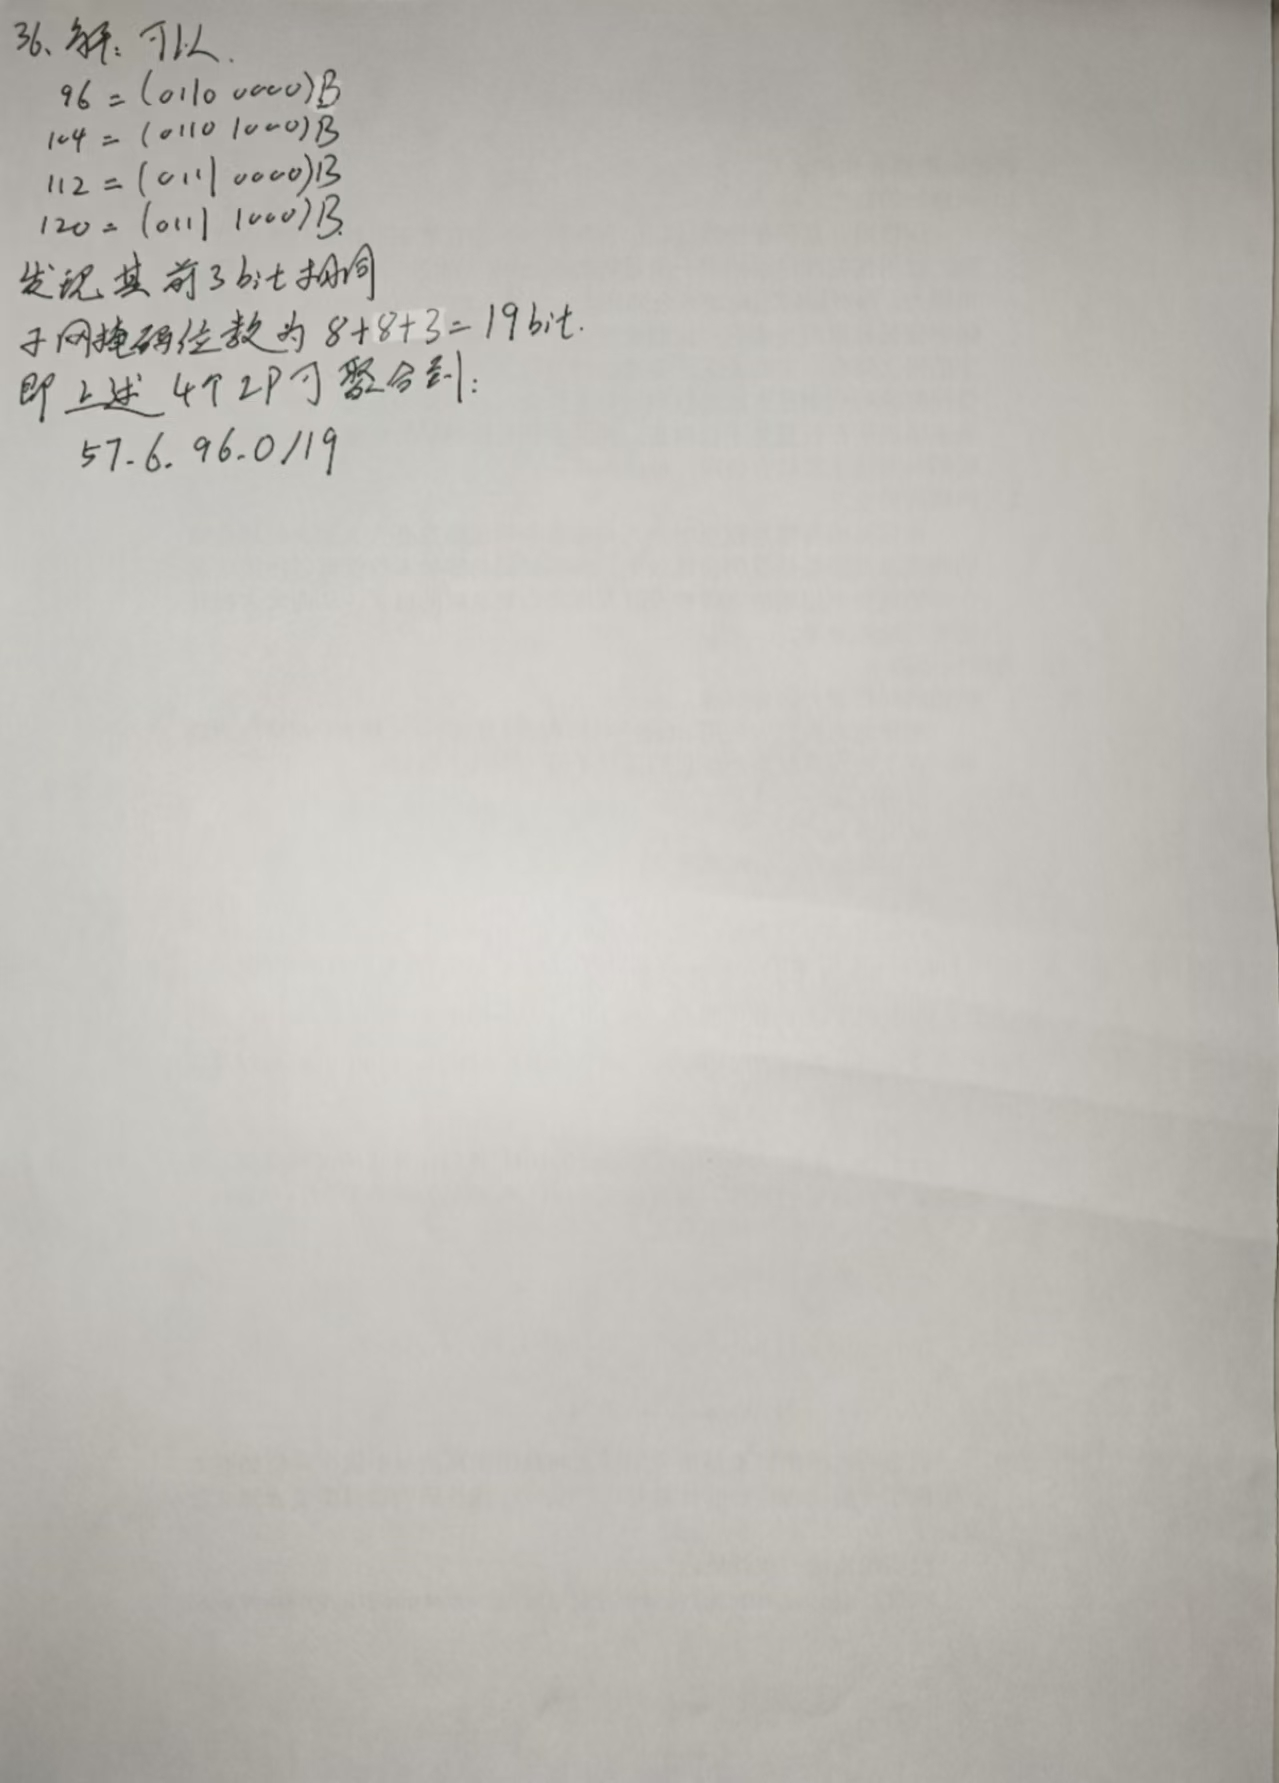 36、解：可以.
96 = (0110 0000)B
104 = (0110 1000)B
112 = (0111 0000)B
120 = (0111 1000)B.
发现其前3bit相同
子网掩码位数为 8+8+3=19bit.
即上述4个IP可聚合到：
57.6.96.0/19